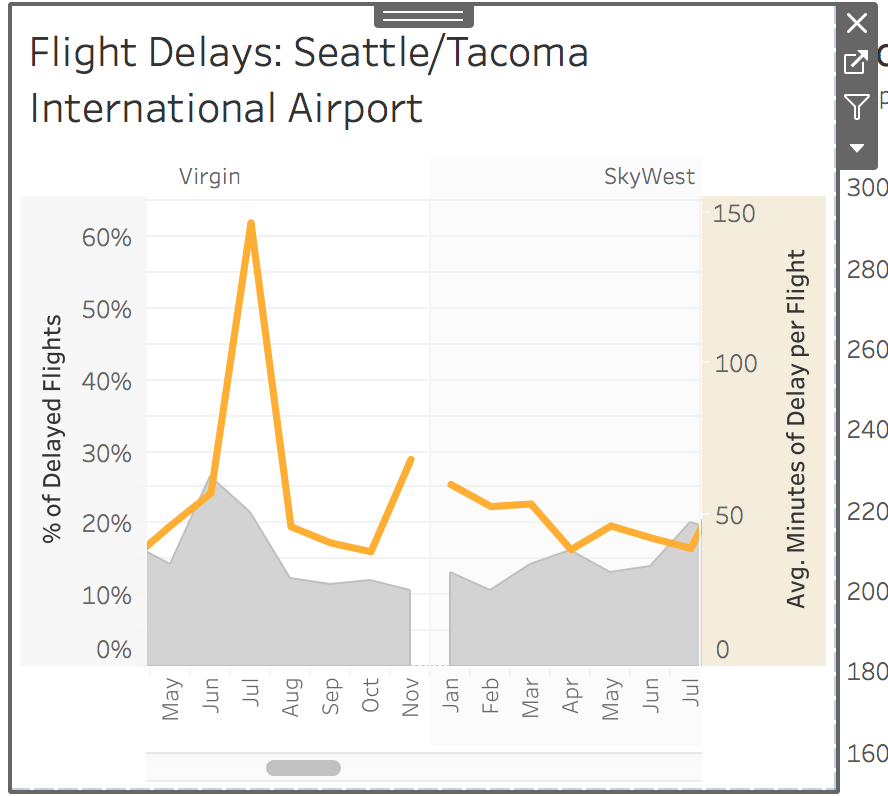 Flight Delays: Seattle/Tacoma
International Airport
Virgin
SkyWest
% of Delayed Flights
60%
50%
40%
30%
20%
10%
0%
150
100
50
0
Avg. Minutes of Delay per Flight
May
Jun
Jul
Aug
Sep
Oct
Nov
Jan
Feb
Mar
Apr
May
Jun
Jul
300
280
260
240
220
200
180
160